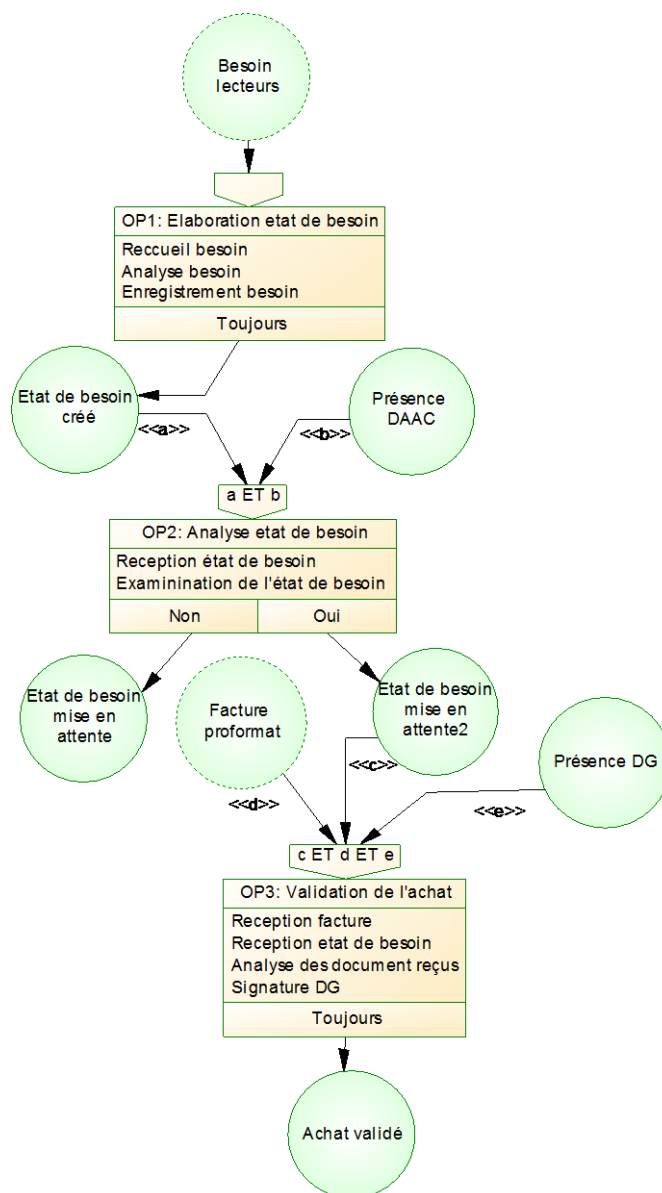 Besoin
lecteurs
OP1: Elaboration etat de besoin
Reccueil besoin
Analyse besoin
Enregistrement besoin
Toujours
Etat de besoin
créé
Présence
DAAC
<<a>>
<<b>>
a ET b
OP2: Analyse etat de besoin
Reception état de besoin
Examinination de l'état de besoin
Non
Oui
Etat de besoin
mise en
attente
Facture
proformat
Etat de besoin
mise en
attente2
Présence DG
<<d>>
<<c>>
<<e>>
c ET d ET e
OP3: Validation de l'achat
Reception facture
Reception etat de besoin
Analyse des document reçus
Signature DG
Toujours
Achat validé